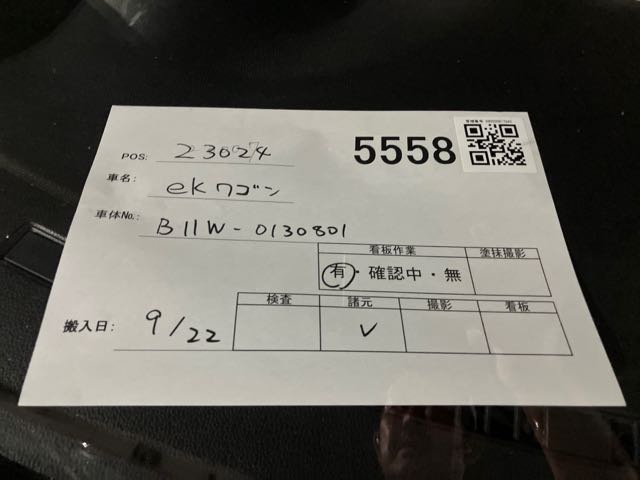 5558
POS: 23024
車名: ekワゴン
車体No.: B11W-0130801
看板作業 塗抹撮影
有・確認中・無
検査 諸元 撮影 看板
搬入日: 9/22 ✓